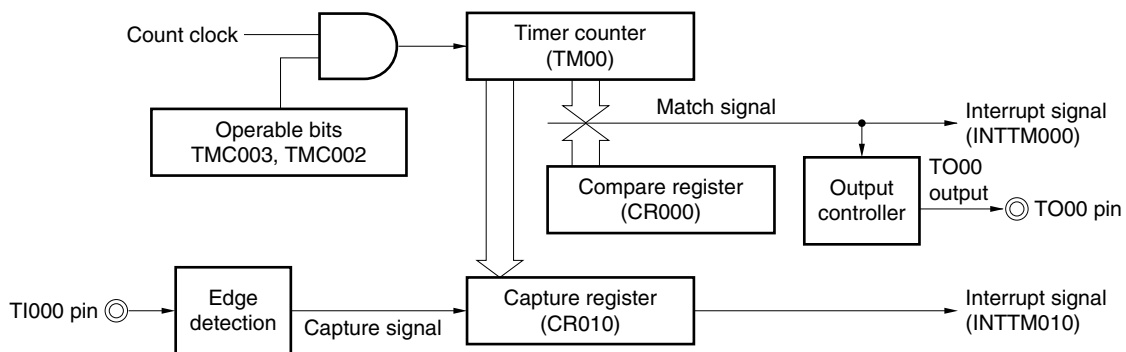 Count clock
Timer counter
(TM00)
Operable bits
TMC003, TMC002
Match signal
Interrupt signal
(INTTM000)
Compare register
(CR000)
Output
controller
TO00
output
TO00 pin
TI000 pin
Edge
detection
Capture signal
Capture register
(CR010)
Interrupt signal
(INTTM010)